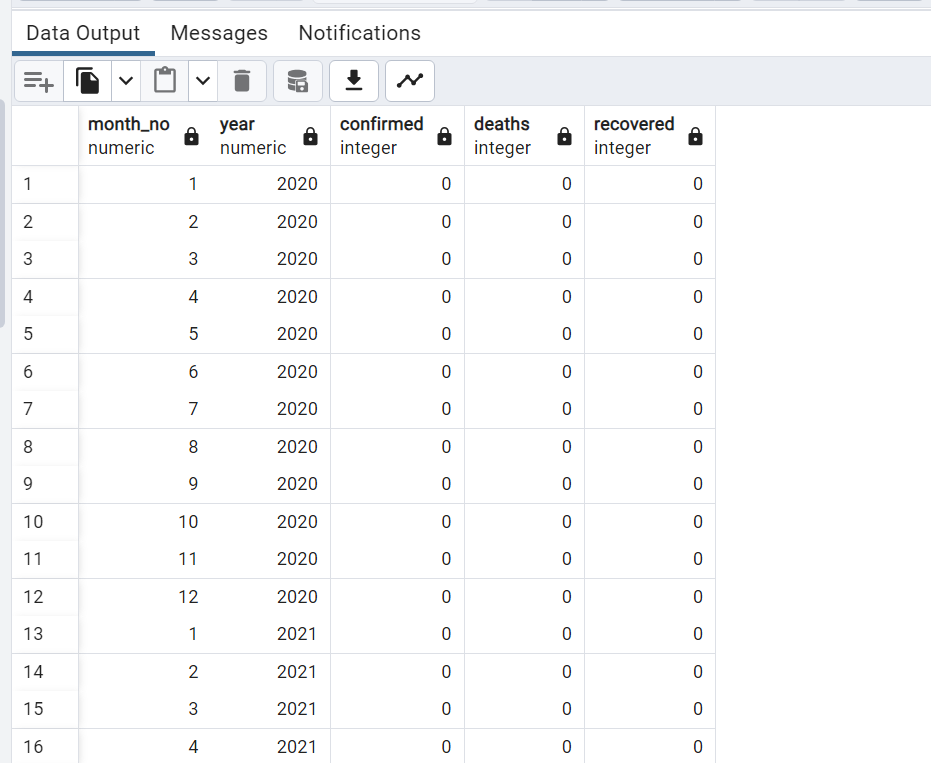 Data Output Messages Notifications
month_no year confirmed deaths recovered
numeric numeric integer integer integer
1 1 2020 0 0 0
2 2 2020 0 0 0
3 3 2020 0 0 0
4 4 2020 0 0 0
5 5 2020 0 0 0
6 6 2020 0 0 0
7 7 2020 0 0 0
8 8 2020 0 0 0
9 9 2020 0 0 0
10 10 2020 0 0 0
11 11 2020 0 0 0
12 12 2020 0 0 0
13 1 2021 0 0 0
14 2 2021 0 0 0
15 3 2021 0 0 0
16 4 2021 0 0 0